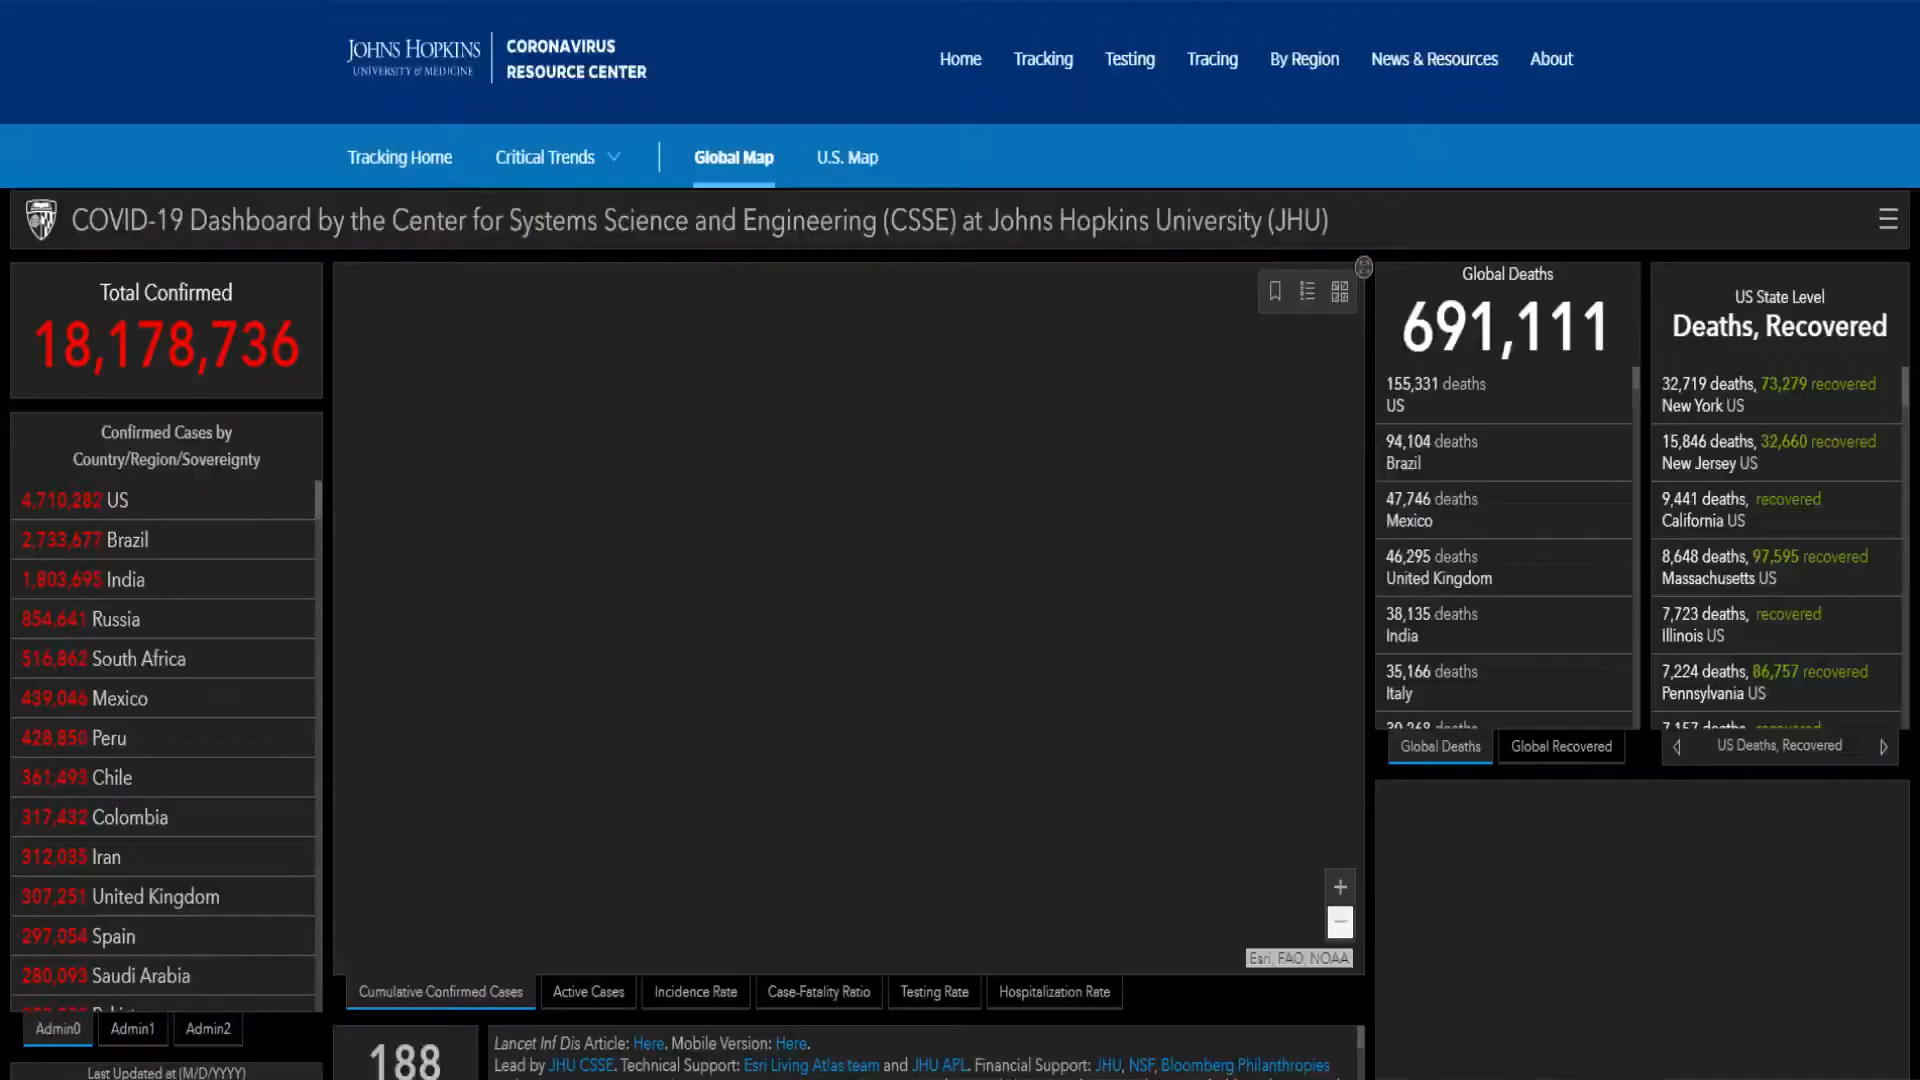 JOHNS HOPKINS
UNIVERSITY & MEDICINE
CORONAVIRUS
RESOURCE CENTER
Home
Tracking
Testing
Tracing
By Region
News & Resources
About
Tracking Home
Critical Trends
Global Map
U.S. Map
COVID-19 Dashboard by the Center for Systems Science and Engineering (CSSE) at Johns Hopkins University (JHU)
Total Confirmed
18,178,736
Confirmed Cases by
Country/Region/Sovereignty
4,710,282 US
2,733,677 Brazil
1,803,695 India
854,641 Russia
516,862 South Africa
439,046 Mexico
428,850 Peru
361,493 Chile
317,432 Colombia
312,035 Iran
307,251 United Kingdom
297,054 Spain
280,093 Saudi Arabia
Admin0
Admin1
Admin2
Last Updated at (M/D/YYYY)
Esri, FAO, NOAA
Cumulative Confirmed Cases
Active Cases
Incidence Rate
Case-Fatality Ratio
Testing Rate
Hospitalization Rate
188
Lancet Inf Dis Article: Here. Mobile Version: Here.
Lead by JHU CSSE. Technical Support: Esri Living Atlas team and JHU APL. Financial Support: JHU, NSF, Bloomberg Philanthropies
Global Deaths
691,111
155,331 deaths
US
94,104 deaths
Brazil
47,746 deaths
Mexico
46,295 deaths
United Kingdom
38,135 deaths
India
35,166 deaths
Italy
Global Deaths
Global Recovered
US State Level
Deaths, Recovered
32,719 deaths, 73,279 recovered
New York US
15,846 deaths, 32,660 recovered
New Jersey US
9,441 deaths, recovered
California US
8,648 deaths, 97,595 recovered
Massachusetts US
7,723 deaths, recovered
Illinois US
7,224 deaths, 86,757 recovered
Pennsylvania US
7,157 deaths, recovered
US Deaths, Recovered